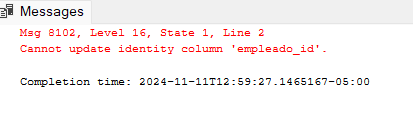 Messages
Msg 8102, Level 16, State 1, Line 2
Cannot update identity column 'empleado_id'.
Completion time: 2024-11-11T12:59:27.1465167-05:00